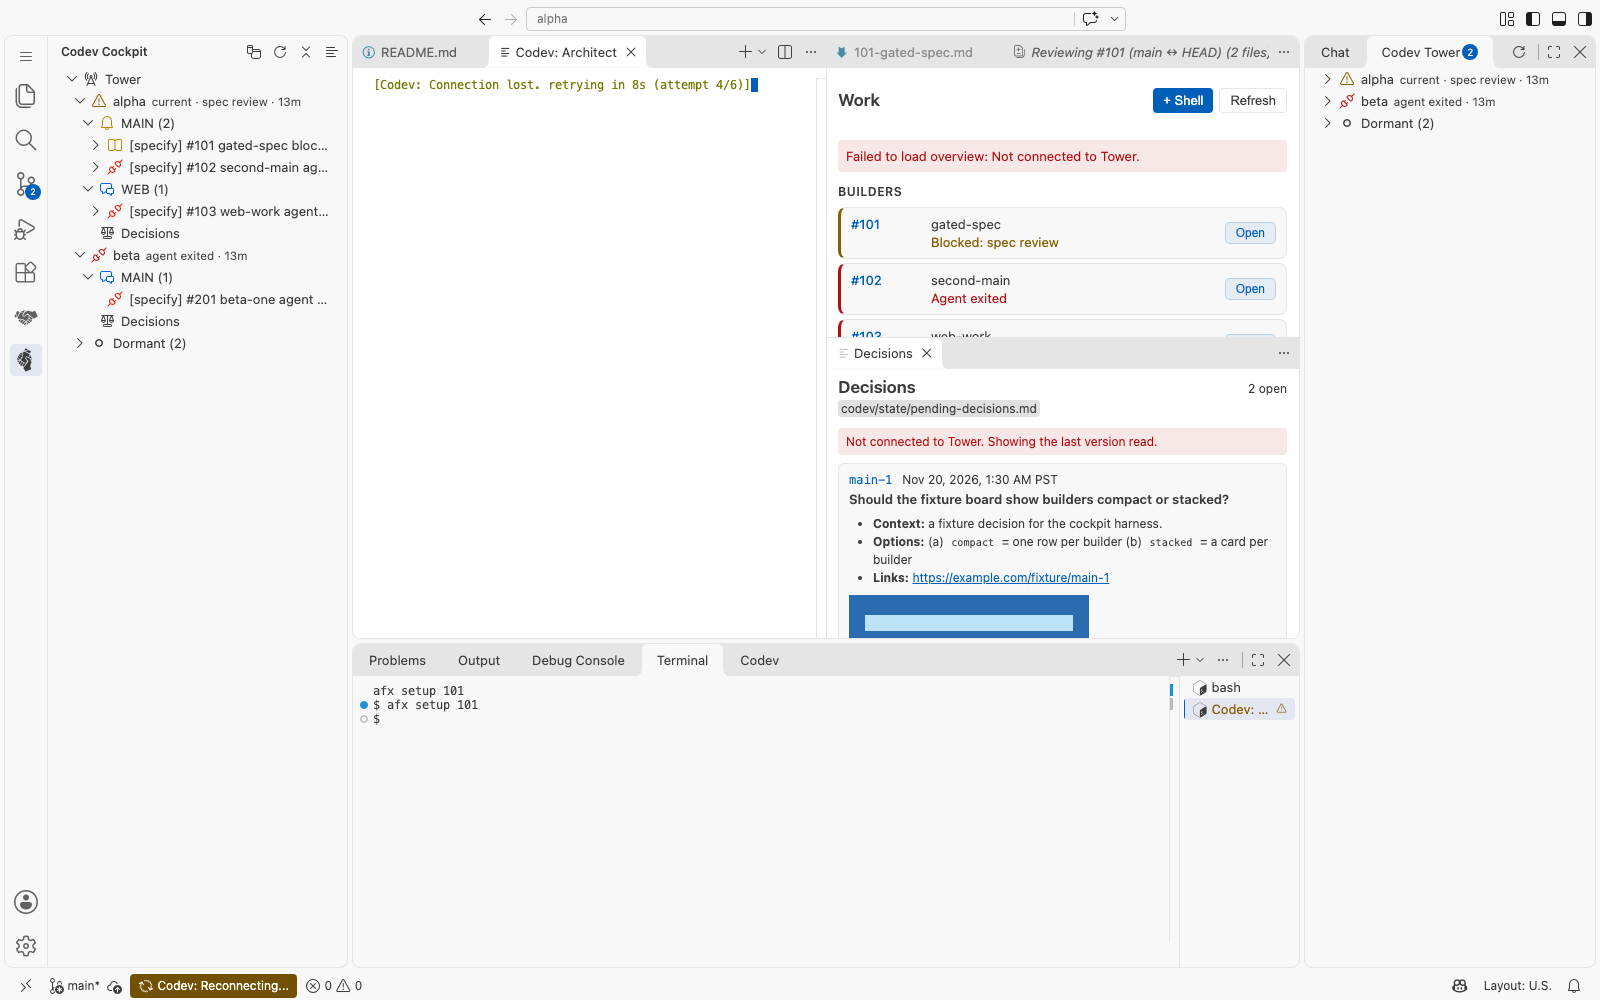 alpha
Codev Cockpit
Tower
alpha current · spec review · 13m
MAIN (2)
[specify] #101 gated-spec bloc...
[specify] #102 second-main ag...
WEB (1)
[specify] #103 web-work agent...
Decisions
beta agent exited · 13m
MAIN (1)
[specify] #201 beta-one agent ...
Decisions
Dormant (2)
2
README.md
Codev: Architect
[Codev: Connection lost. retrying in 8s (attempt 4/6)]
101-gated-spec.md
Reviewing #101 (main ↔ HEAD) (2 files,
Work
+ Shell
Refresh
Failed to load overview: Not connected to Tower.
BUILDERS
#101 gated-spec
Blocked: spec review
Open
#102 second-main
Agent exited
Open
#103 web-work
Decisions
Decisions
2 open
codev/state/pending-decisions.md
Not connected to Tower. Showing the last version read.
main-1 Nov 20, 2026, 1:30 AM PST
Should the fixture board show builders compact or stacked?
• Context: a fixture decision for the cockpit harness.
• Options: (a) compact = one row per builder (b) stacked = a card per
builder
• Links: https://example.com/fixture/main-1
Problems
Output
Debug Console
Terminal
Codev
afx setup 101
$ afx setup 101
$
bash
Codev: ...
Chat
Codev Tower 2
alpha current · spec review · 13m
beta agent exited · 13m
Dormant (2)
main*
Codev: Reconnecting...
0
0
Layout: U.S.